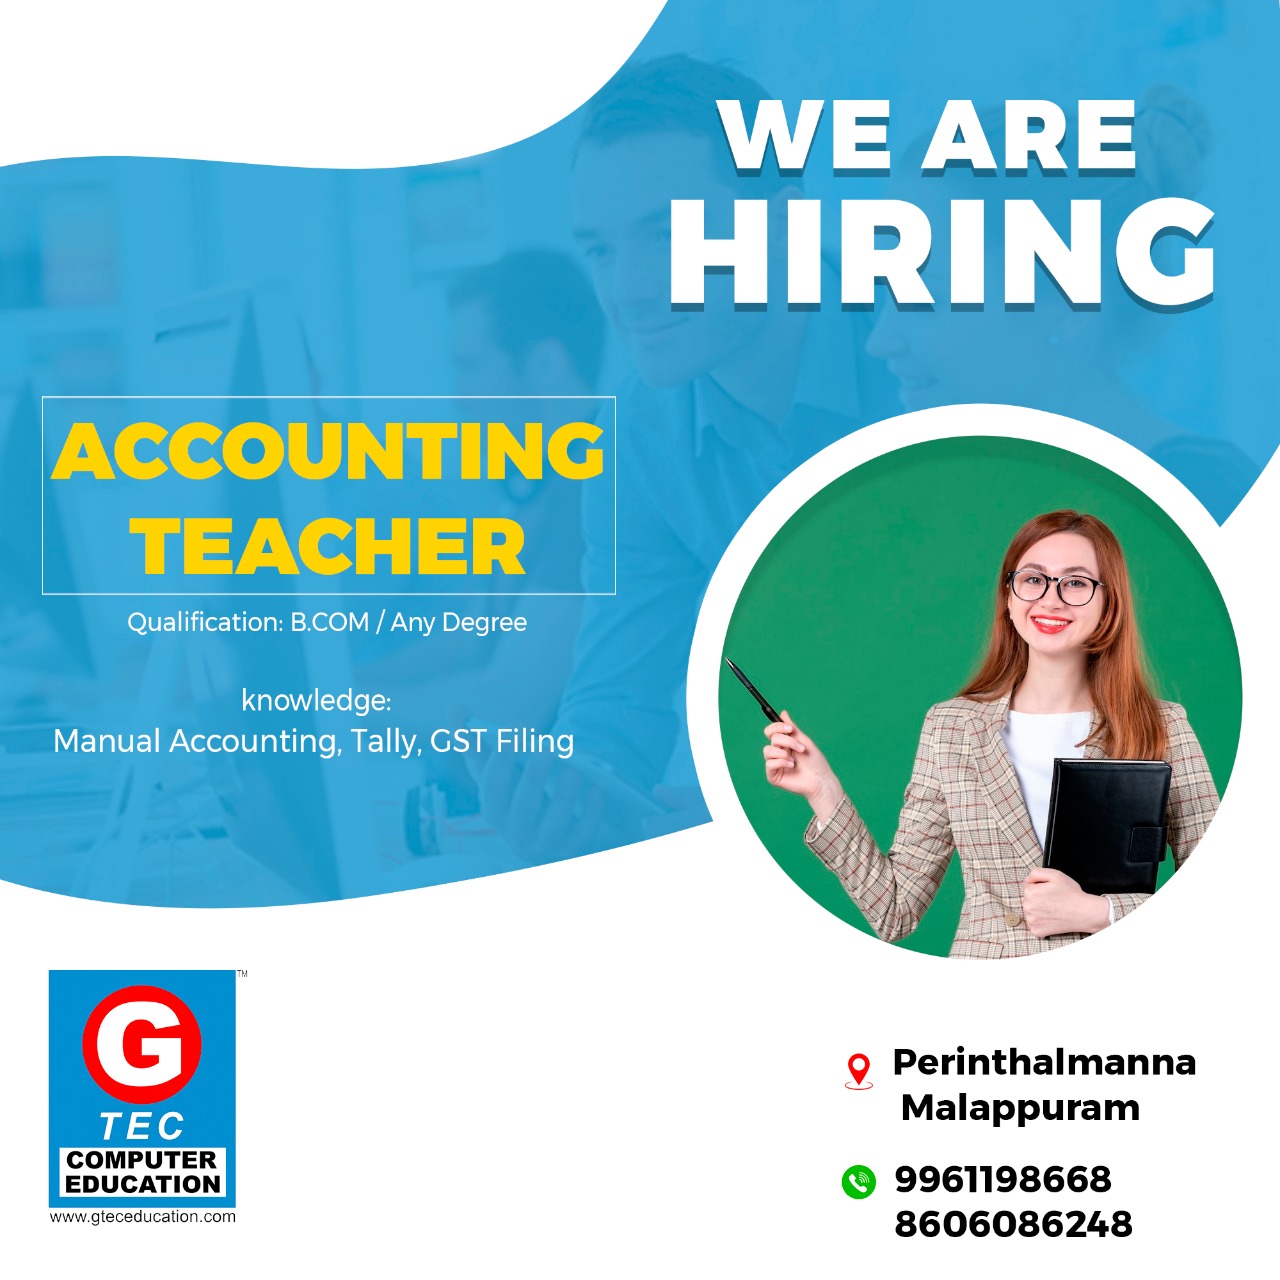 WE ARE
HIRING
ACCOUNTING
TEACHER
Qualification: B.COM / Any Degree
knowledge:
Manual Accounting, Tally, GST Filing
G
TM
TEC
COMPUTER
EDUCATION
www.gteceducation.com
Perinthalmanna
Malappuram
9961198668
8606086248